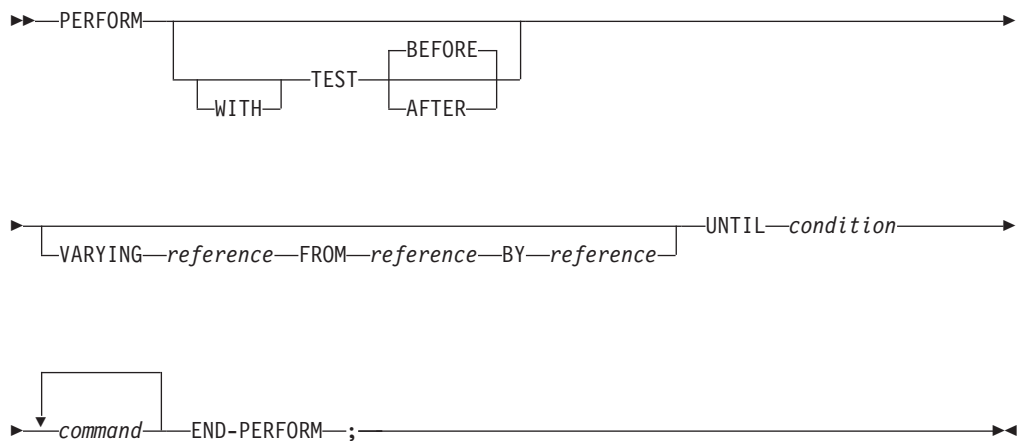 PERFORM
BEFORE
TEST
WITH
AFTER
UNTIL condition
VARYING reference FROM reference BY reference
command END-PERFORM ;